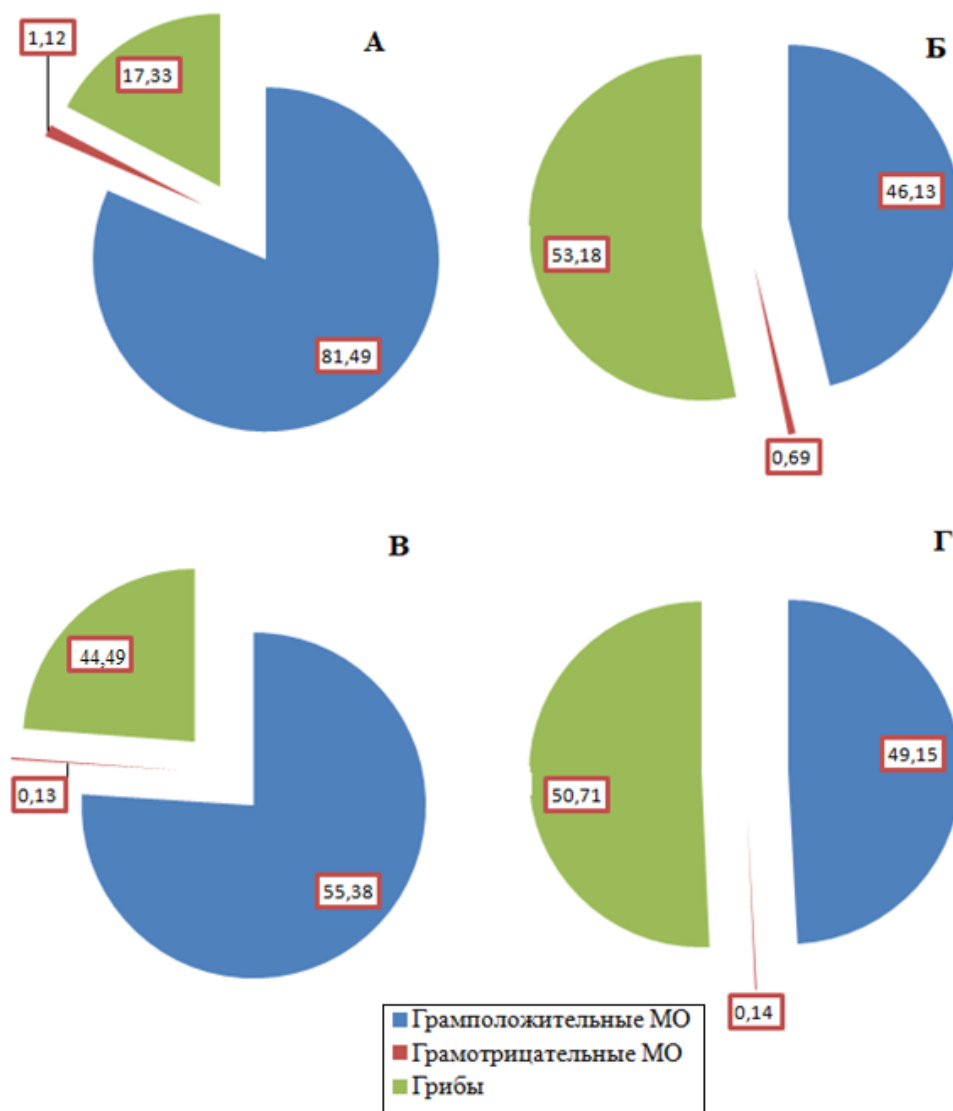 А
1,12
17,33
81,49
Б
46,13
53,18
0,69
В
44,49
0,13
55,38
Г
49,15
50,71
0,14
Грамположительные МО
Грамотрицательные МО
Грибы